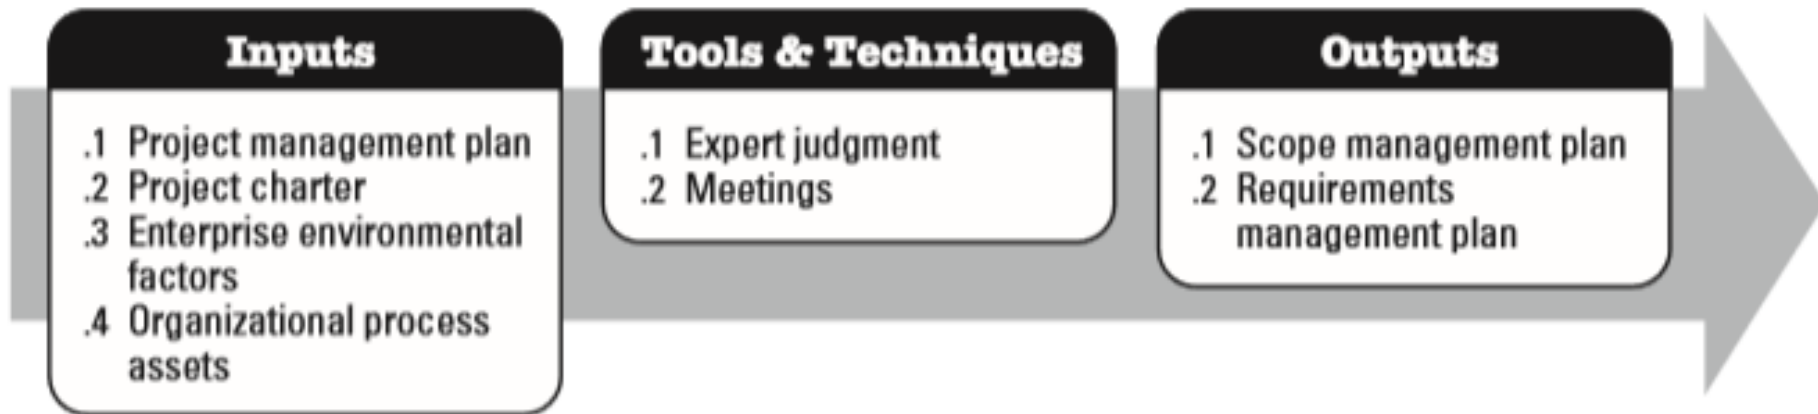 Inputs
.1 Project management plan
.2 Project charter
.3 Enterprise environmental
factors
.4 Organizational process
assets
Tools & Techniques
.1 Expert judgment
.2 Meetings
Outputs
.1 Scope management plan
.2 Requirements
management plan